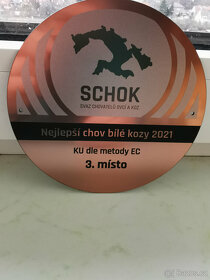 SCHOK
SVAZ CHOVATELŮ OVCÍ A KOZ
Nejlepší chov bílé kozy 2021
KU dle metody EC
3. místo